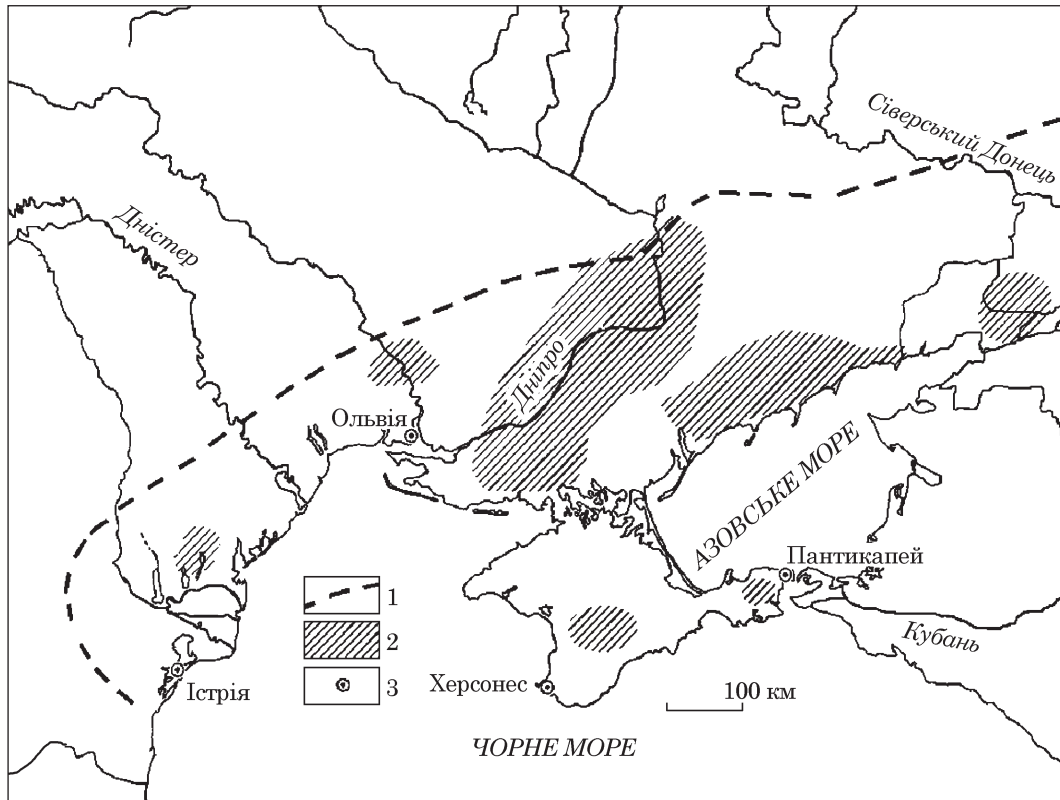 Сіверський Донець
Дністер
Дніпро
Ольвія
АЗОВСЬКЕ МОРЕ
Пантикапей
1
2
3
Кубань
Істрія
Херсонес
100 км
ЧОРНЕ МОРЕ